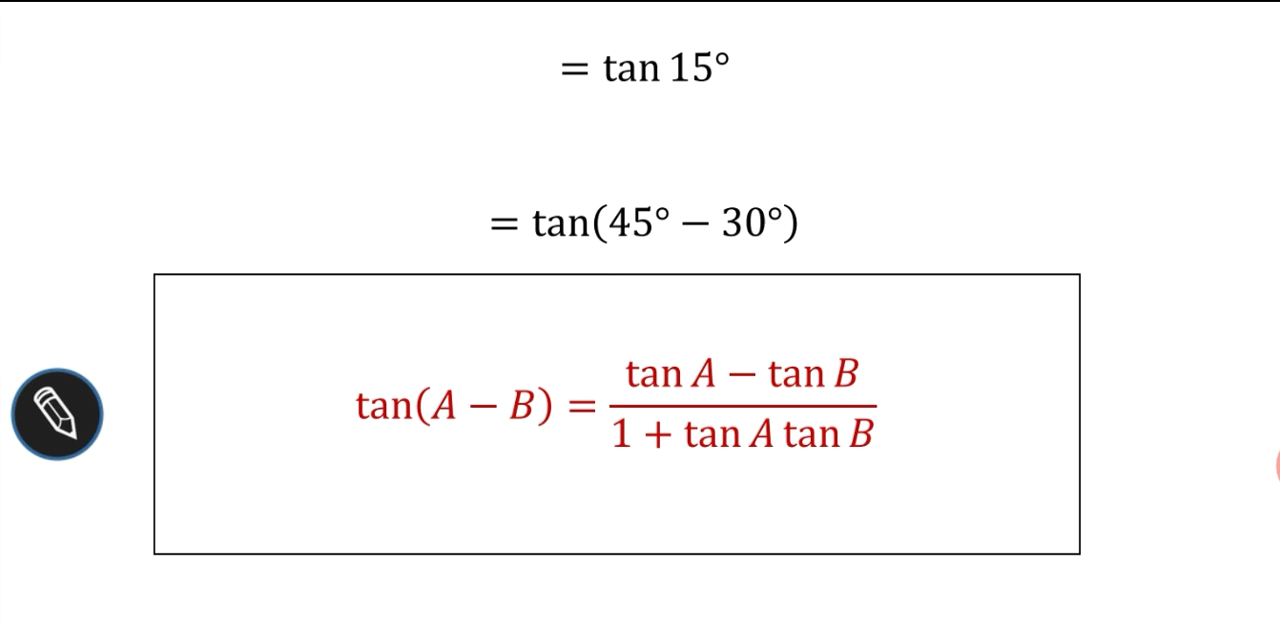 = tan 15°
= tan(45° − 30°)
tan(A − B) = (tan A − tan B) / (1 + tan A tan B)